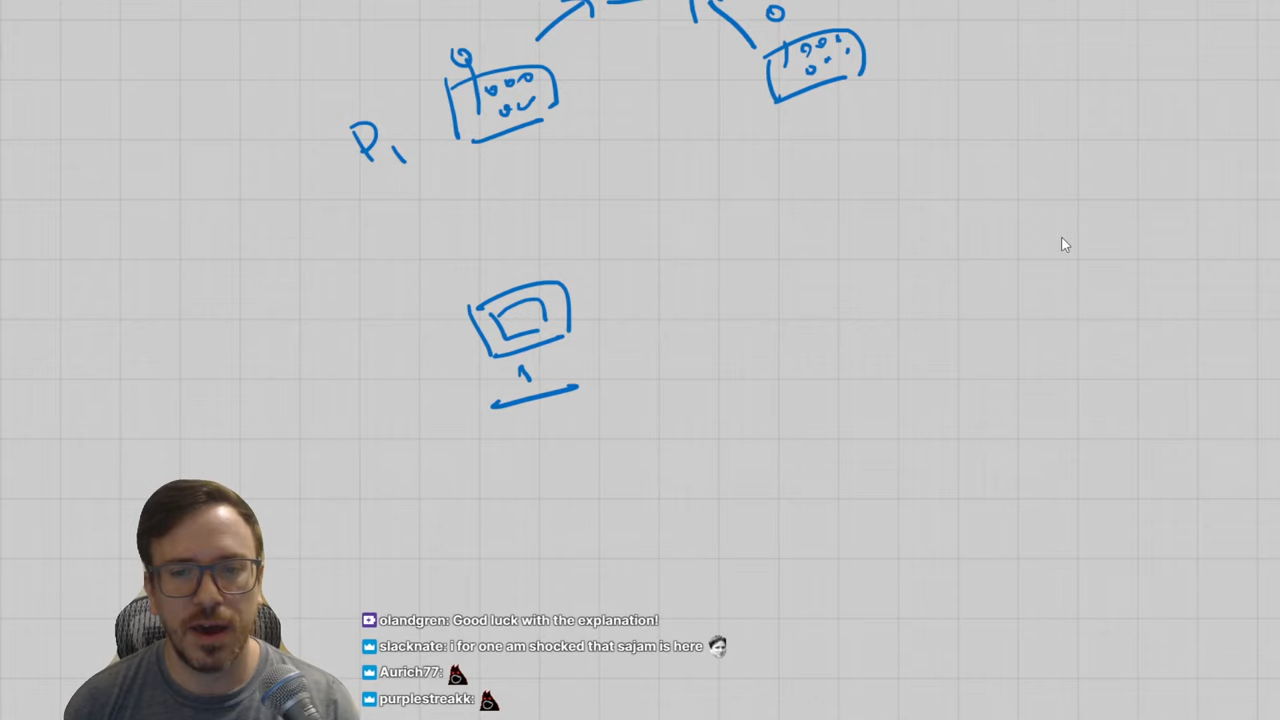 P1
olandgren: Good luck with the explanation!
slacknate: i for one am shocked that sajam is here
Aurich77:
purplestreakk: